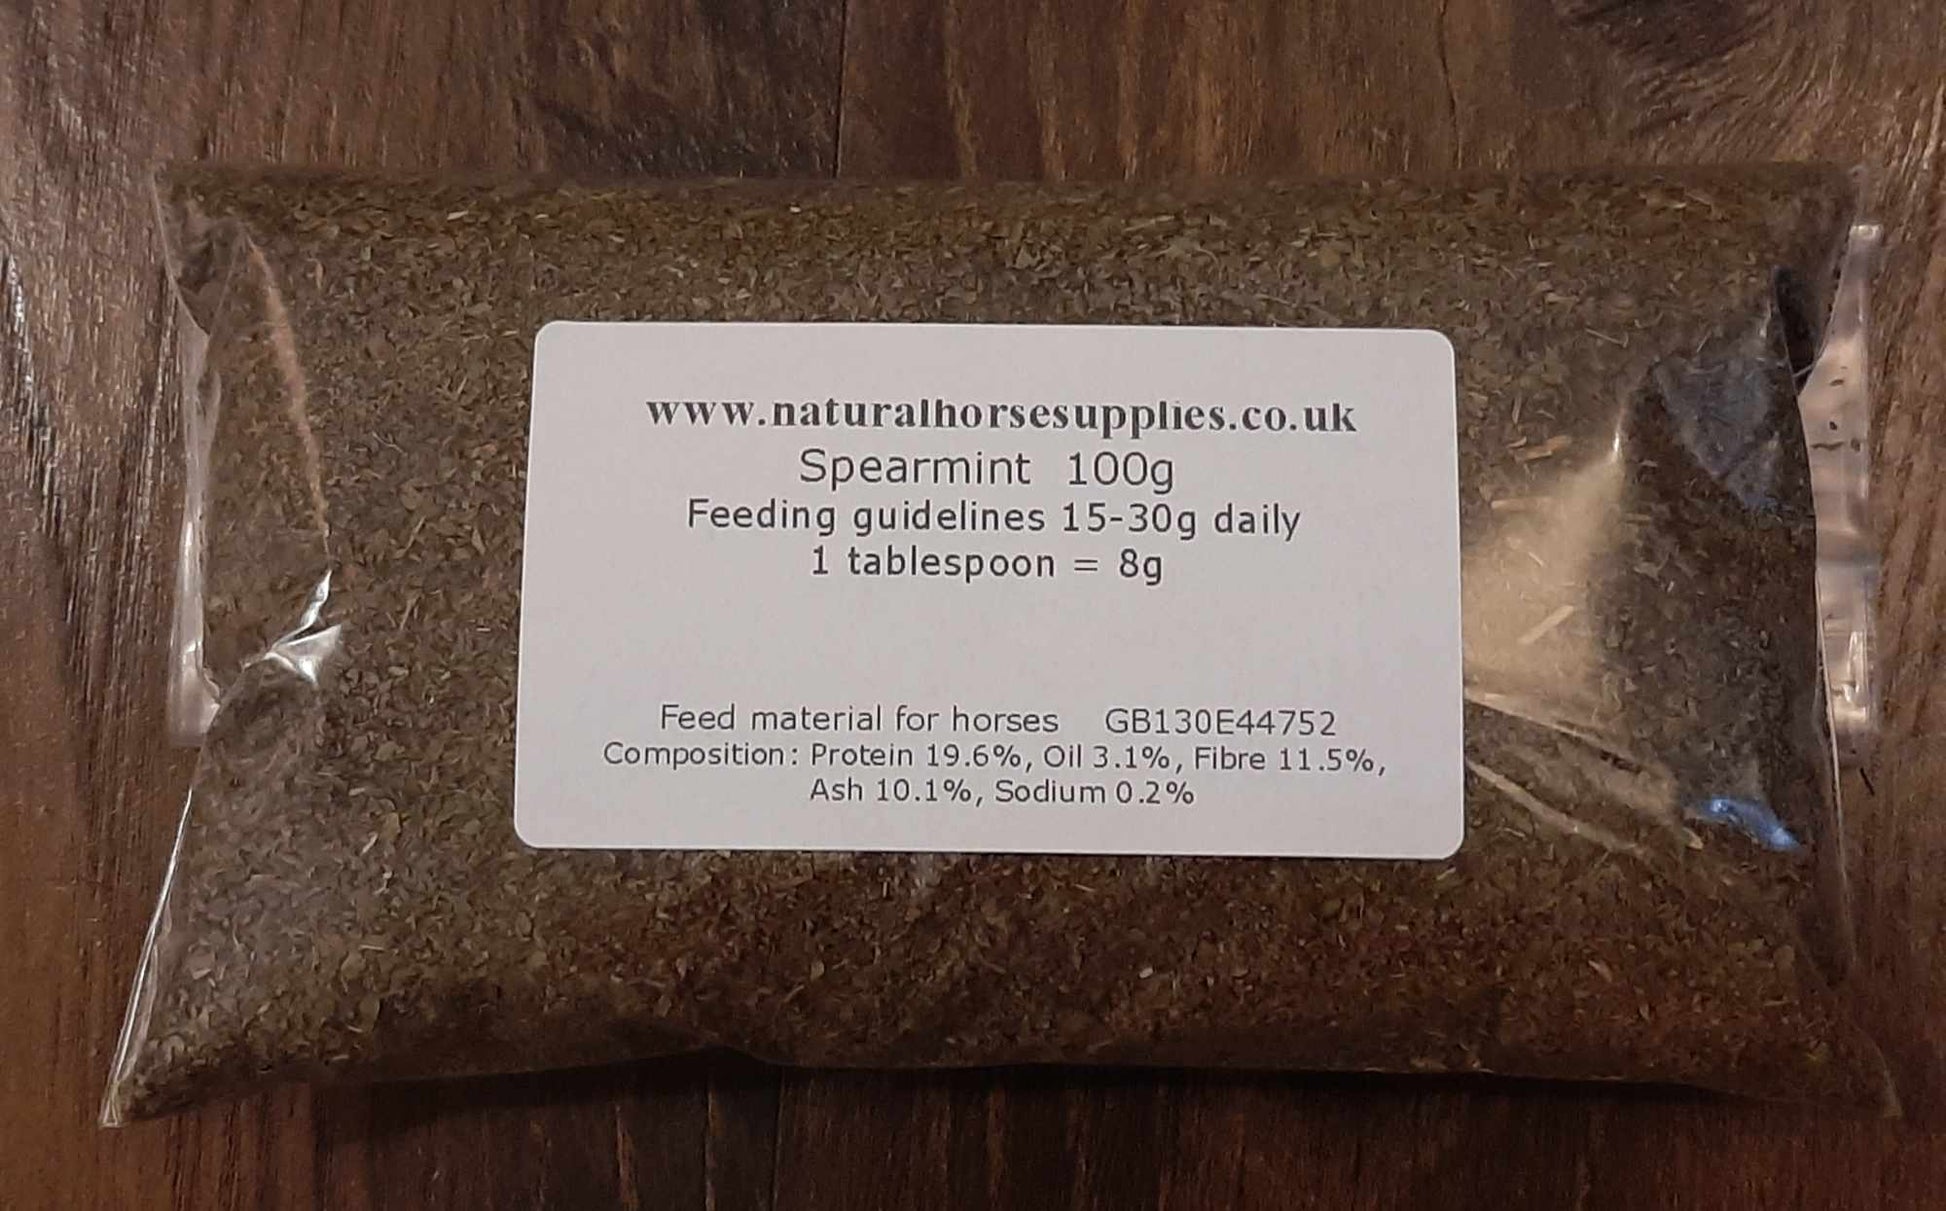 www.naturalhorsesupplies.co.uk
Spearmint 100g
Feeding guidelines 15-30g daily
1 tablespoon = 8g
Feed material for horses GB130E44752
Composition: Protein 19.6%, Oil 3.1%, Fibre 11.5%,
Ash 10.1%, Sodium 0.2%